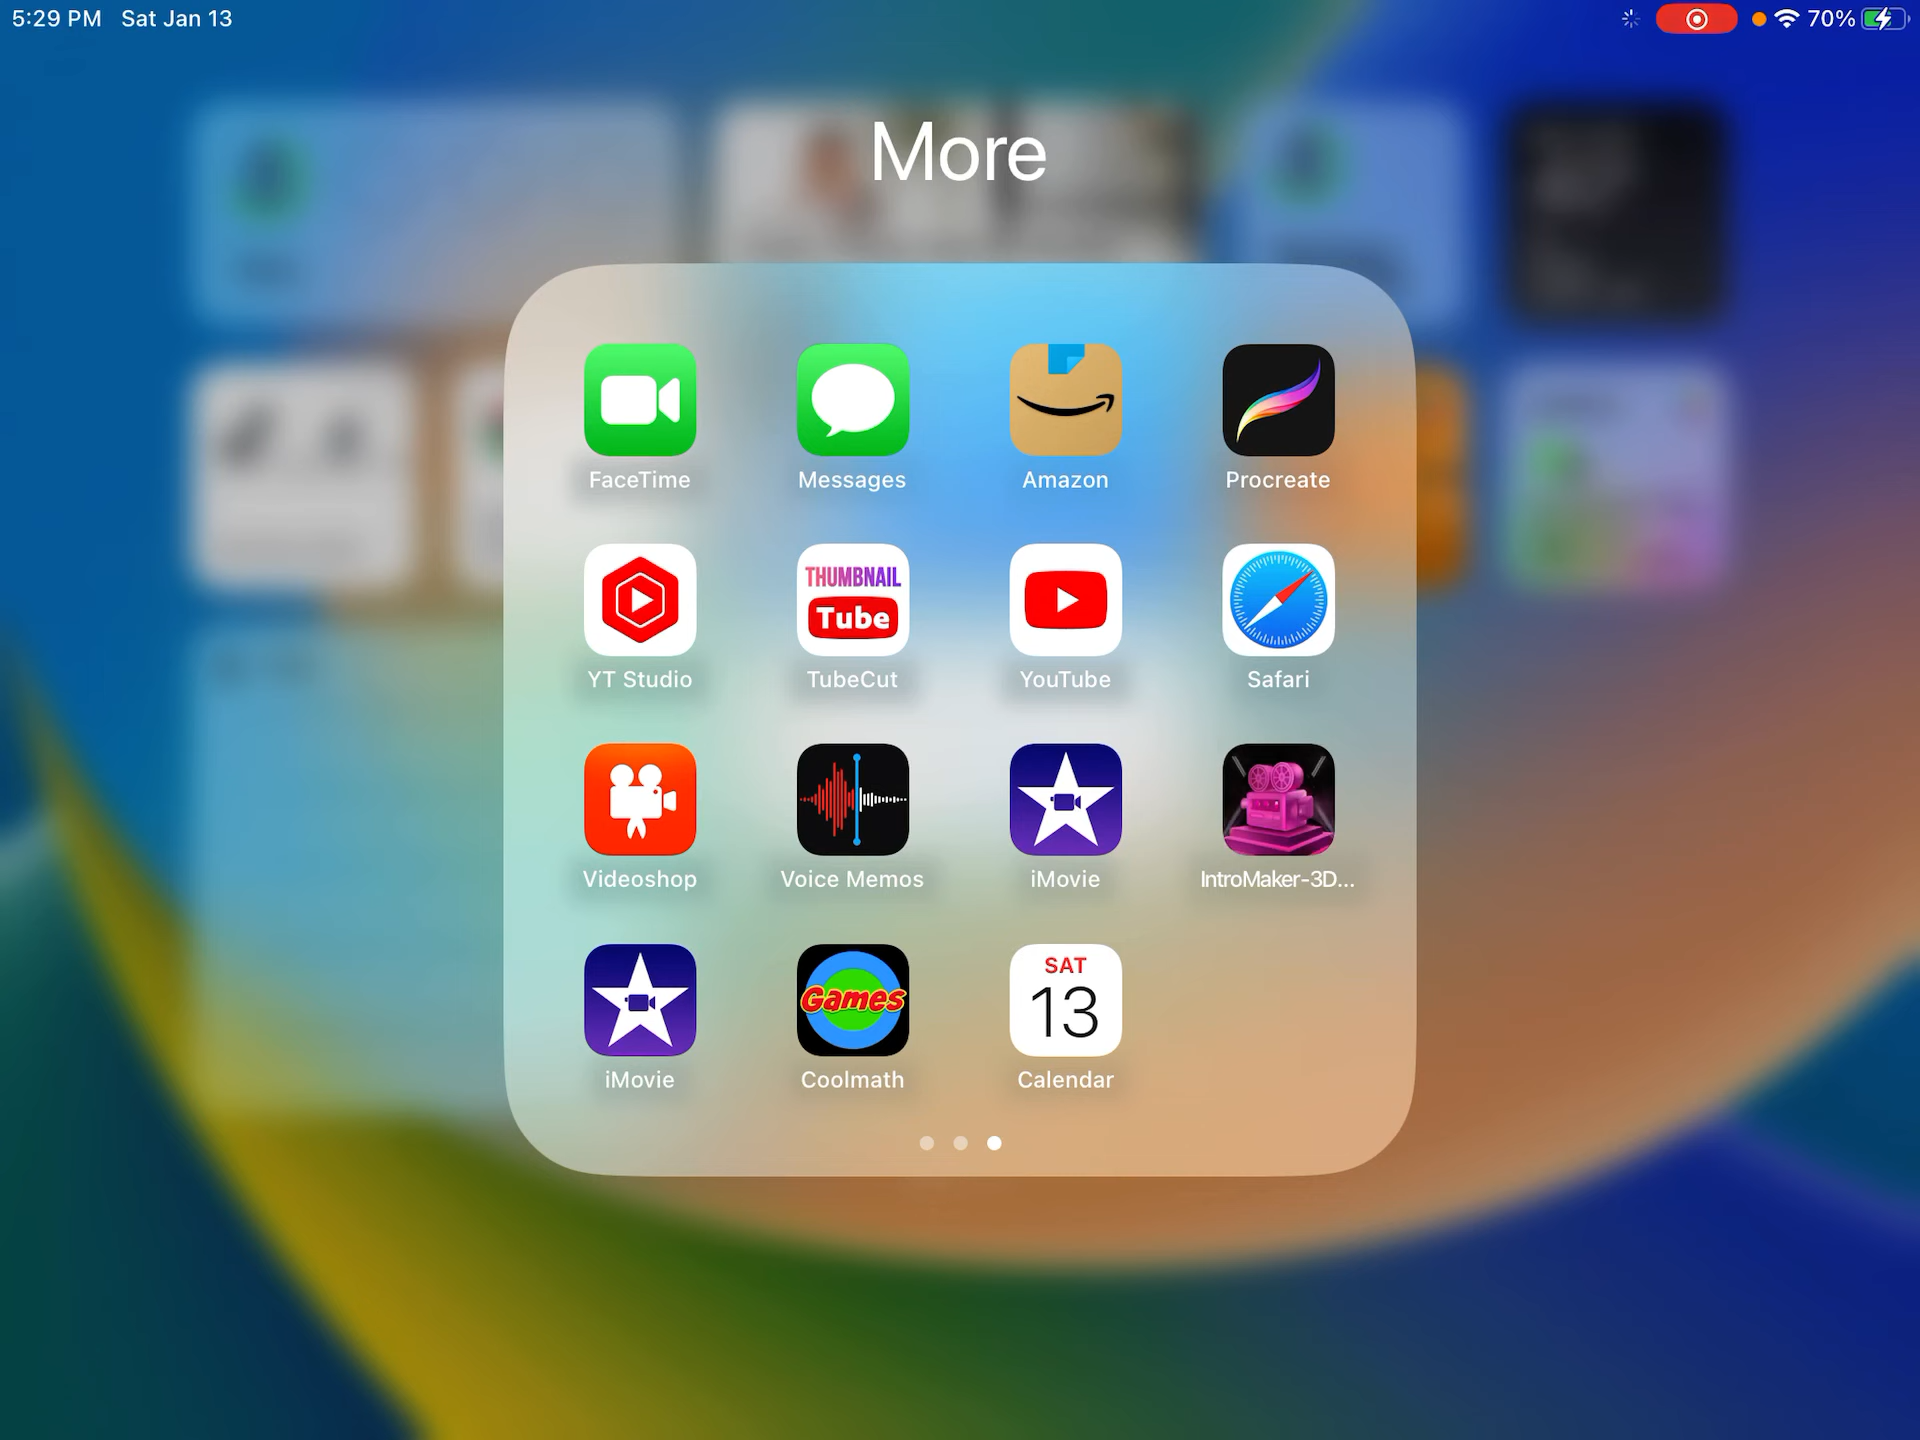 5:29 PM Sat Jan 13
70%
More
FaceTime
Messages
Amazon
Procreate
THUMBNAIL
Tube
YT Studio
TubeCut
YouTube
Safari
Videoshop
Voice Memos
iMovie
IntroMaker-3D...
Games
SAT
13
iMovie
Coolmath
Calendar